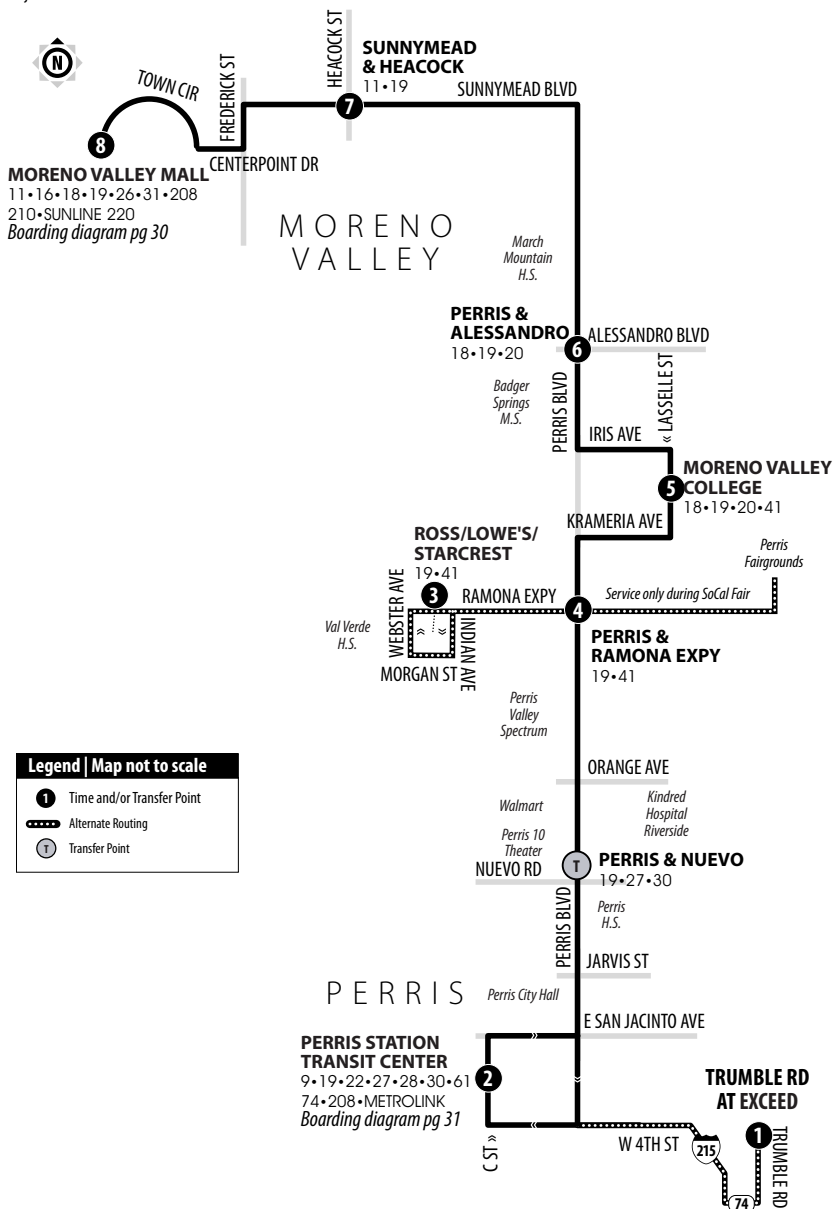 N
TOWN CIR
FREDERICK ST
HEACOCK ST
SUNNYMEAD
& HEACOCK
11•19
SUNNYMEAD BLVD
7
8
CENTERPOINT DR
MORENO VALLEY MALL
11•16•18•19•26•31•208
210•SUNLINE 220
Boarding diagram pg 30
MORENO
VALLEY
March
Mountain
H.S.
PERRIS &
ALESSANDRO
18•19•20
6
ALESSANDRO BLVD
Badger
Springs
M.S.
PERRIS BLVD
« LASSELLE ST
IRIS AVE
5
MORENO VALLEY
COLLEGE
18•19•20•41
KRAMERIA AVE
ROSS/LOWE'S/
STARCREST
19•41
3
WEBSTER AVE
RAMONA EXPY
4
Service only during SoCal Fair
Perris
Fairgrounds
Val Verde
H.S.
«
»
INDIAN AVE
MORGAN ST
PERRIS &
RAMONA EXPY
19•41
Perris
Valley
Spectrum
Legend | Map not to scale
1 Time and/or Transfer Point
Alternate Routing
T Transfer Point
ORANGE AVE
Walmart
Kindred
Hospital
Riverside
Perris 10
Theater
NUEVO RD
T
PERRIS & NUEVO
19•27•30
PERRIS BLVD
Perris
H.S.
JARVIS ST
PERRIS
Perris City Hall
E SAN JACINTO AVE
PERRIS STATION
TRANSIT CENTER
9•19•22•27•28•30•61
74•208•METROLINK
Boarding diagram pg 31
2
»
»
«
C ST »
W 4TH ST
215
TRUMBLE RD
AT EXCEED
1
TRUMBLE RD
74